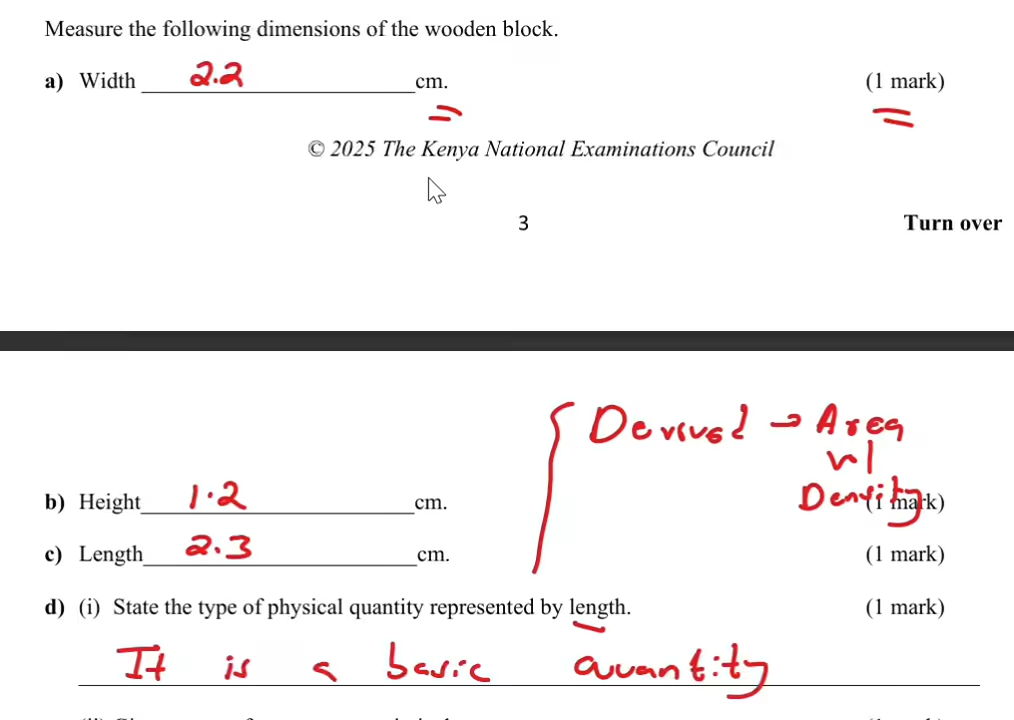 Measure the following dimensions of the wooden block.
a) Width 2.2 cm. (1 mark)
© 2025 The Kenya National Examinations Council
3
Turn over
Derived → Area
vol
Density
b) Height 1.2 cm. (1 mark)
c) Length 2.3 cm. (1 mark)
d) (i) State the type of physical quantity represented by length. (1 mark)
It is a basic quantity